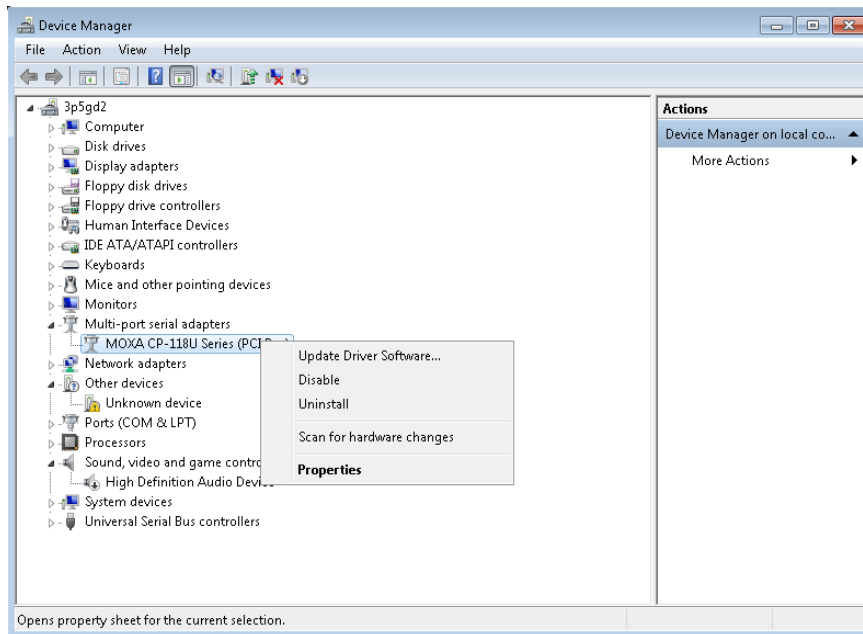 Device Manager
File Action View Help
3p5gd2
Actions
Computer
Device Manager on local co...
Disk drives
Display adapters
More Actions
Floppy disk drives
Floppy drive controllers
Human Interface Devices
IDE ATA/ATAPI controllers
Keyboards
Mice and other pointing devices
Monitors
Multi-port serial adapters
MOXA CP-118U Series (PCI
Update Driver Software...
Network adapters
Disable
Other devices
Unknown device
Uninstall
Ports (COM & LPT)
Scan for hardware changes
Processors
Sound, video and game contro
Properties
High Definition Audio Devi
System devices
Universal Serial Bus controllers
Opens property sheet for the current selection.